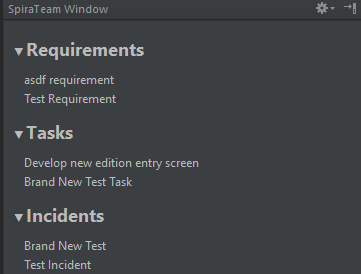 SpiraTeam Window
Requirements
asdf requirement
Test Requirement
Tasks
Develop new edition entry screen
Brand New Test Task
Incidents
Brand New Test
Test Incident